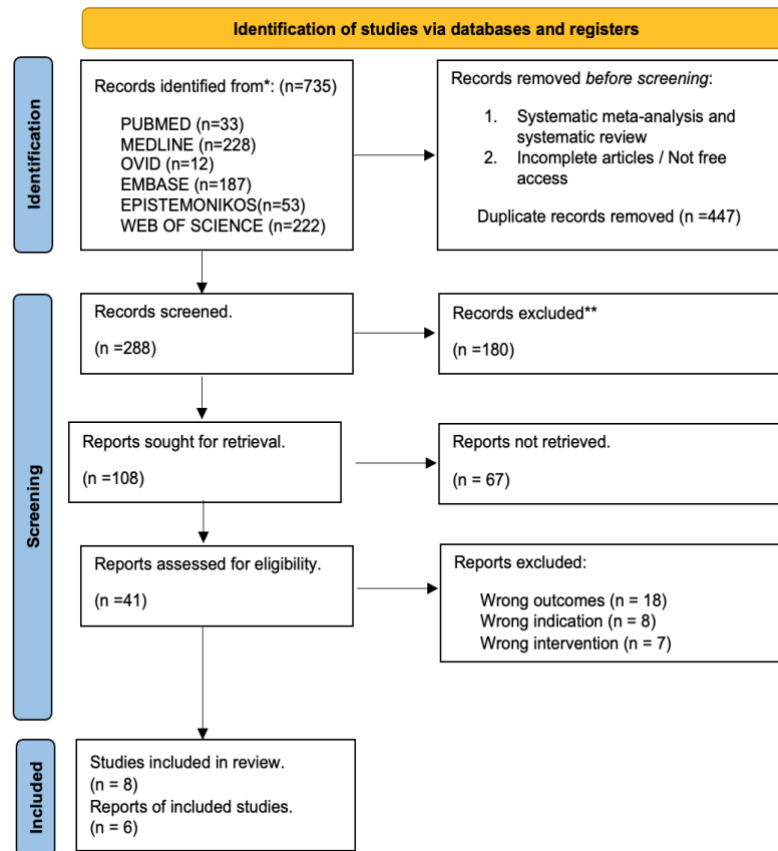 Identification of studies via databases and registers
Identification
Records identified from*: (n=735)
PUBMED (n=33)
MEDLINE (n=228)
OVID (n=12)
EMBASE (n=187)
EPISTEMONIKOS(n=53)
WEB OF SCIENCE (n=222)
Records removed before screening:
1. Systematic meta-analysis and
systematic review
2. Incomplete articles / Not free
access
Duplicate records removed (n =447)
Screening
Records screened.
(n =288)
Records excluded**
(n =180)
Reports sought for retrieval.
(n =108)
Reports not retrieved.
(n = 67)
Reports assessed for eligibility.
(n =41)
Reports excluded:
Wrong outcomes (n = 18)
Wrong indication (n = 8)
Wrong intervention (n = 7)
Included
Studies included in review.
(n = 8)
Reports of included studies.
(n = 6)